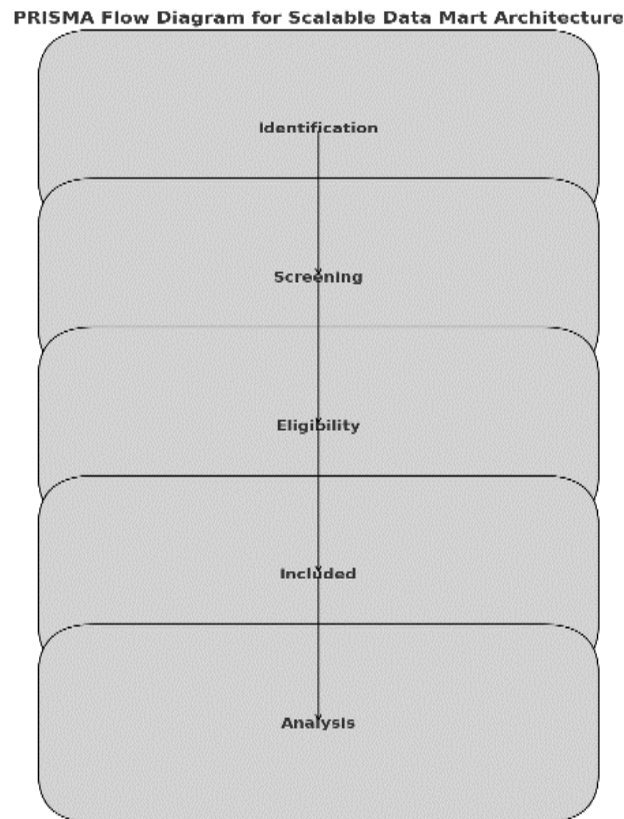 PRISMA Flow Diagram for Scalable Data Mart Architecture
Identification
Screening
Eligibility
Included
Analysis